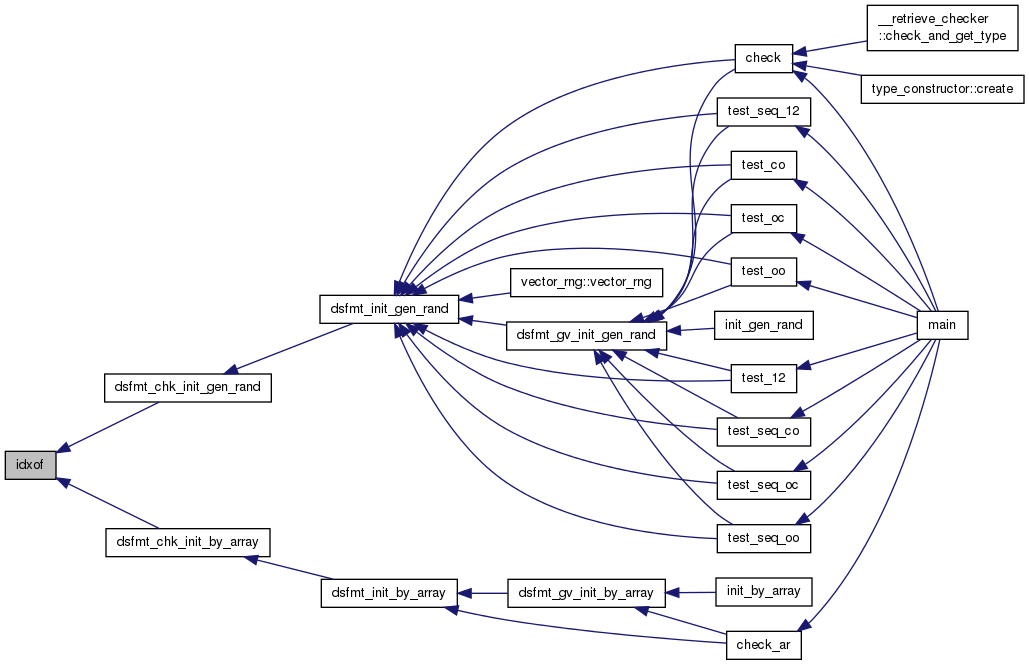 __retrieve_checker
::check_and_get_type
check
type_constructor::create
test_seq_12
test_co
test_oc
test_oo
vector_rng::vector_rng
dsfmt_init_gen_rand
init_gen_rand
main
dsfmt_gv_init_gen_rand
test_12
dsfmt_chk_init_gen_rand
test_seq_co
idxof
test_seq_oc
test_seq_oo
dsfmt_chk_init_by_array
init_by_array
dsfmt_init_by_array
dsfmt_gv_init_by_array
check_ar